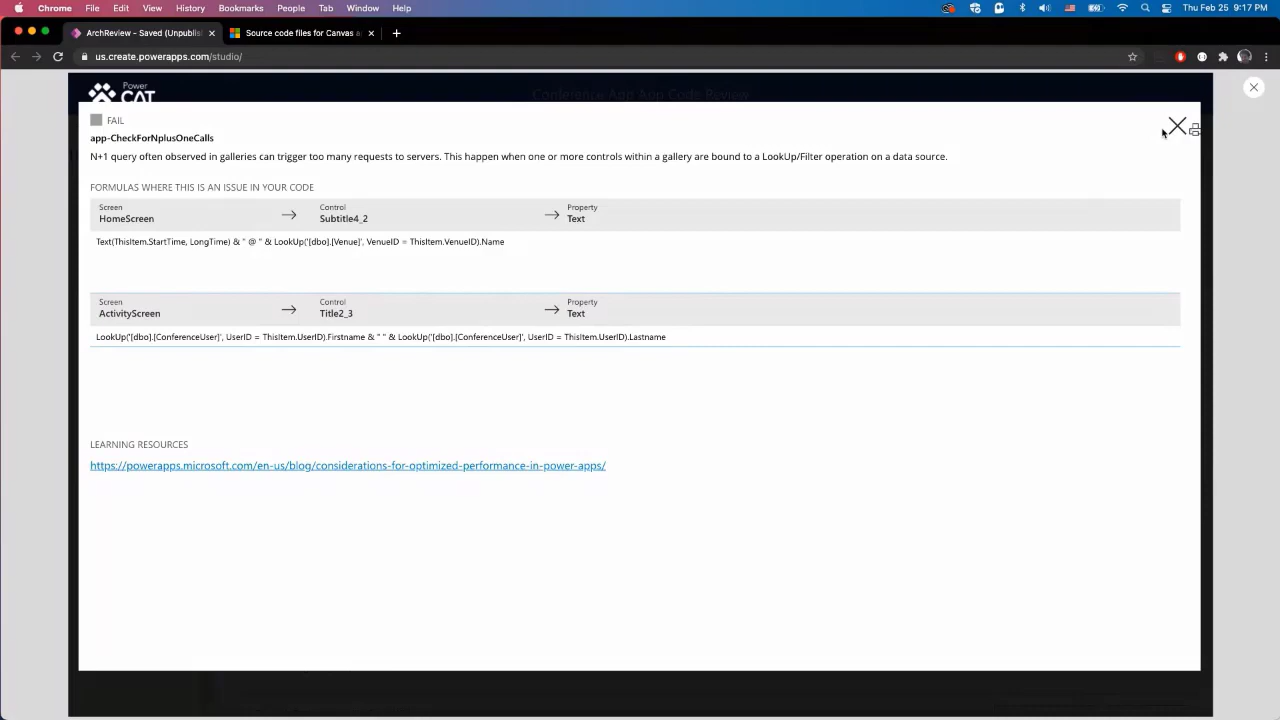 Chrome File Edit View History Bookmarks People Tab Window Help Thu Feb 25 9:17 PM
ArchReview - Saved (Unpublis
Source code files for Canvas a
us.create.powerapps.com/studio/
Power
CAT
Conference App App Code Review
FAIL
app-CheckForNplusOneCalls
N+1 query often observed in galleries can trigger too many requests to servers. This happen when one or more controls within a gallery are bound to a LookUp/Filter operation on a data source.
FORMULAS WHERE THIS IS AN ISSUE IN YOUR CODE
Screen Control Property
HomeScreen Subtitle4_2 Text
Text(ThisItem.StartTime, LongTime) & " @ " & LookUp('[dbo].[Venue]', VenueID = ThisItem.VenueID).Name
Screen Control Property
ActivityScreen Title2_3 Text
LookUp('[dbo].[ConferenceUser]', UserID = ThisItem.UserID).Firstname & " " & LookUp('[dbo].[ConferenceUser]', UserID = ThisItem.UserID).Lastname
LEARNING RESOURCES
https://powerapps.microsoft.com/en-us/blog/considerations-for-optimized-performance-in-power-apps/